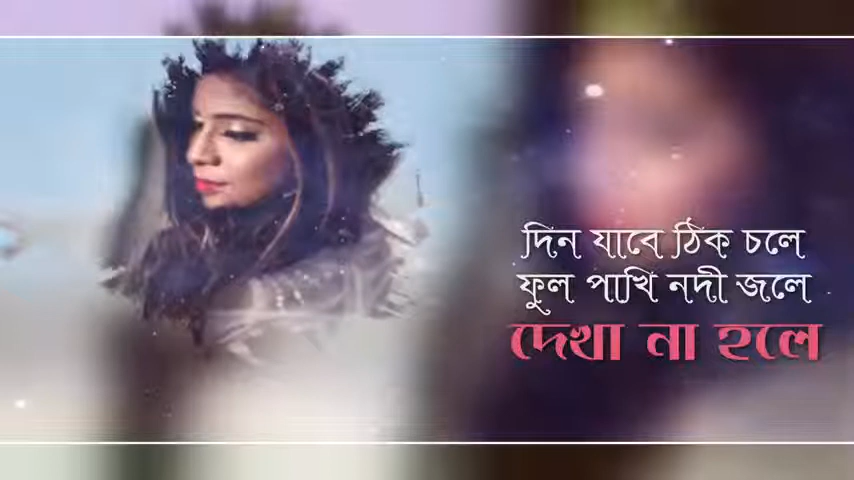 দিন যাবে ঠিক চলে
ফুল পাখি নদী জলে
দেখা না হলে